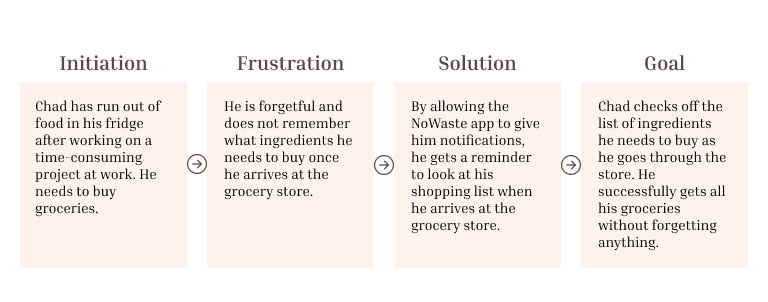 Initiation
Chad has run out of
food in his fridge
after working on a
time-consuming
project at work. He
needs to buy
groceries.
Frustration
He is forgetful and
does not remember
what ingredients he
needs to buy once
he arrives at the
grocery store.
Solution
By allowing the
NoWaste app to give
him notifications,
he gets a reminder
to look at his
shopping list when
he arrives at the
grocery store.
Goal
Chad checks off the
list of ingredients
he needs to buy as
he goes through the
store. He
successfully gets all
his groceries
without forgetting
anything.